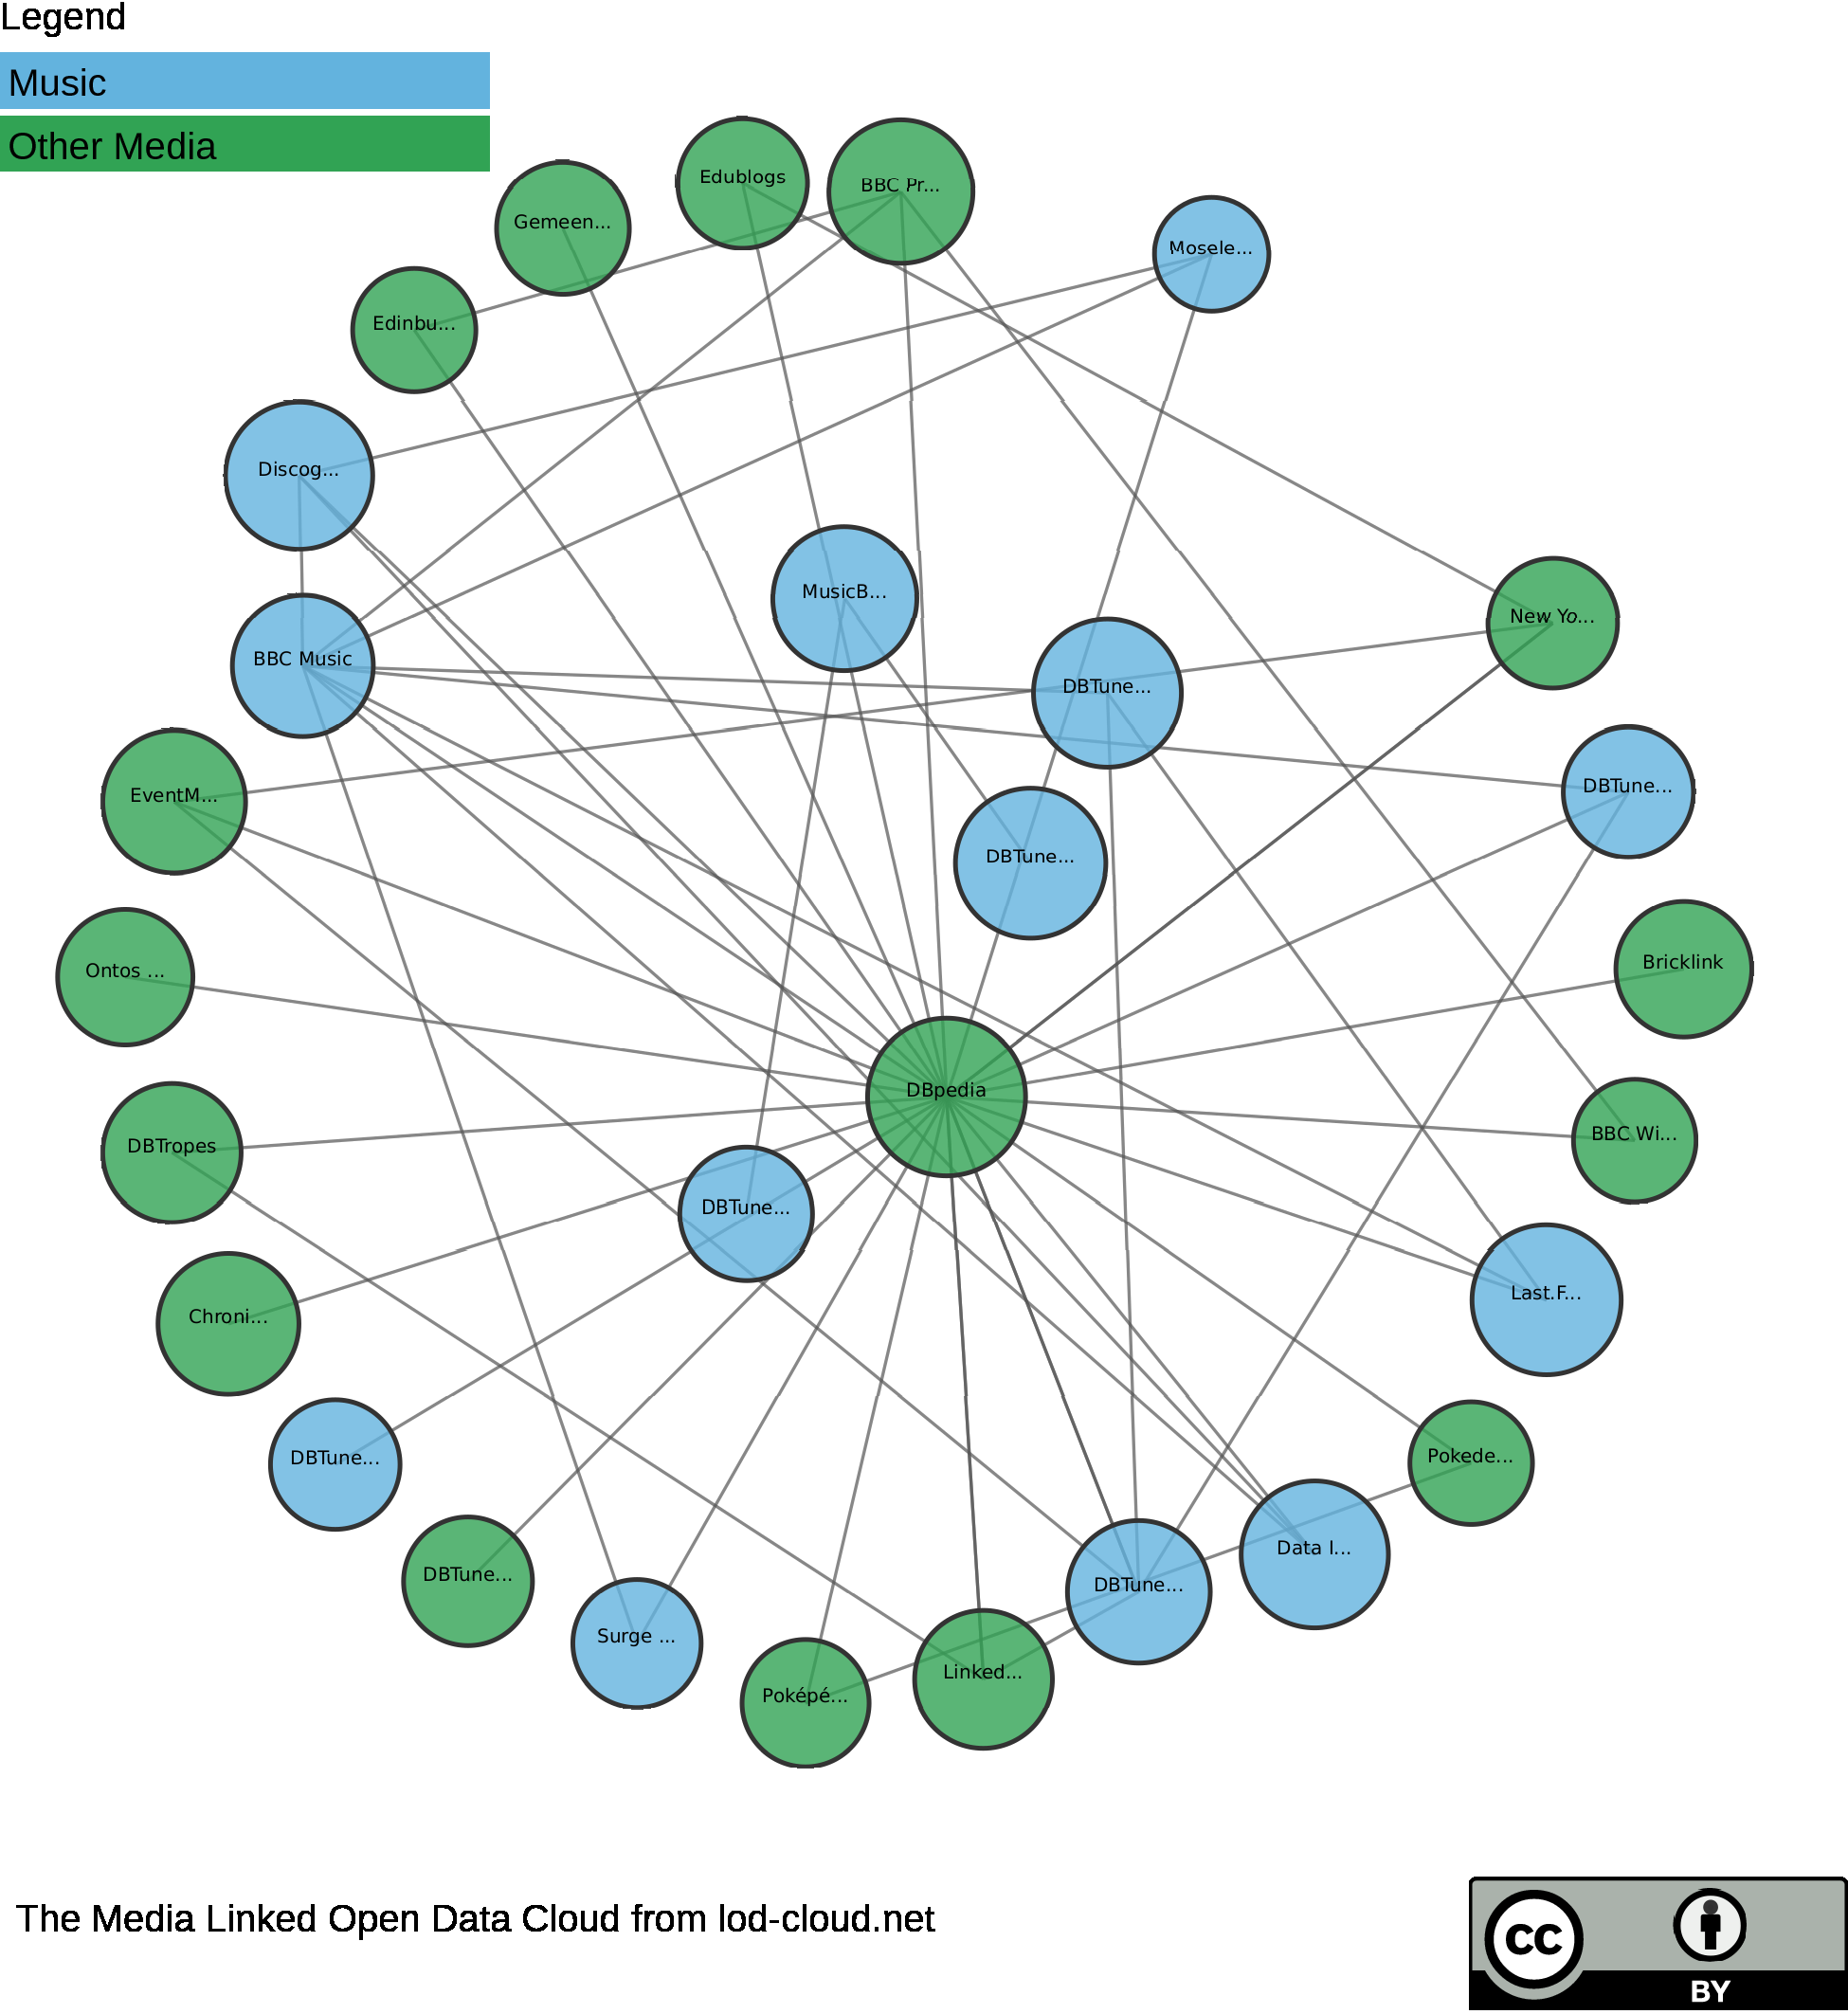 Legend
Music
Other Media
Edublogs
BBC Pr...
Gemeen...
Mosele...
Edinbu...
Discog...
MusicB...
New Yo...
BBC Music
DBTune...
DBTune...
EventM...
DBTune...
Bricklink
Ontos ...
DBpedia
BBC Wi...
DBTropes
DBTune...
Last.F...
Chroni...
Pokede...
DBTune...
Data I...
DBTune...
DBTune...
Surge ...
Linked...
Poképé...
The Media Linked Open Data Cloud from lod-cloud.net
cc
BY